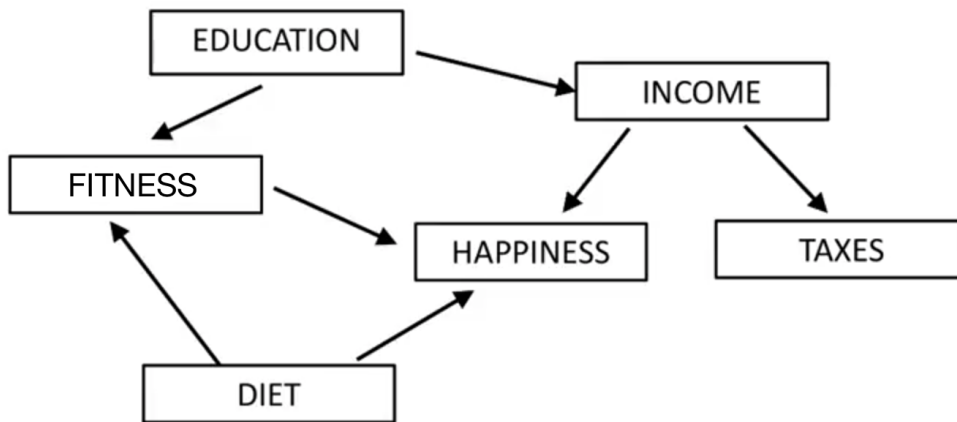 EDUCATION
INCOME
FITNESS
HAPPINESS
TAXES
DIET